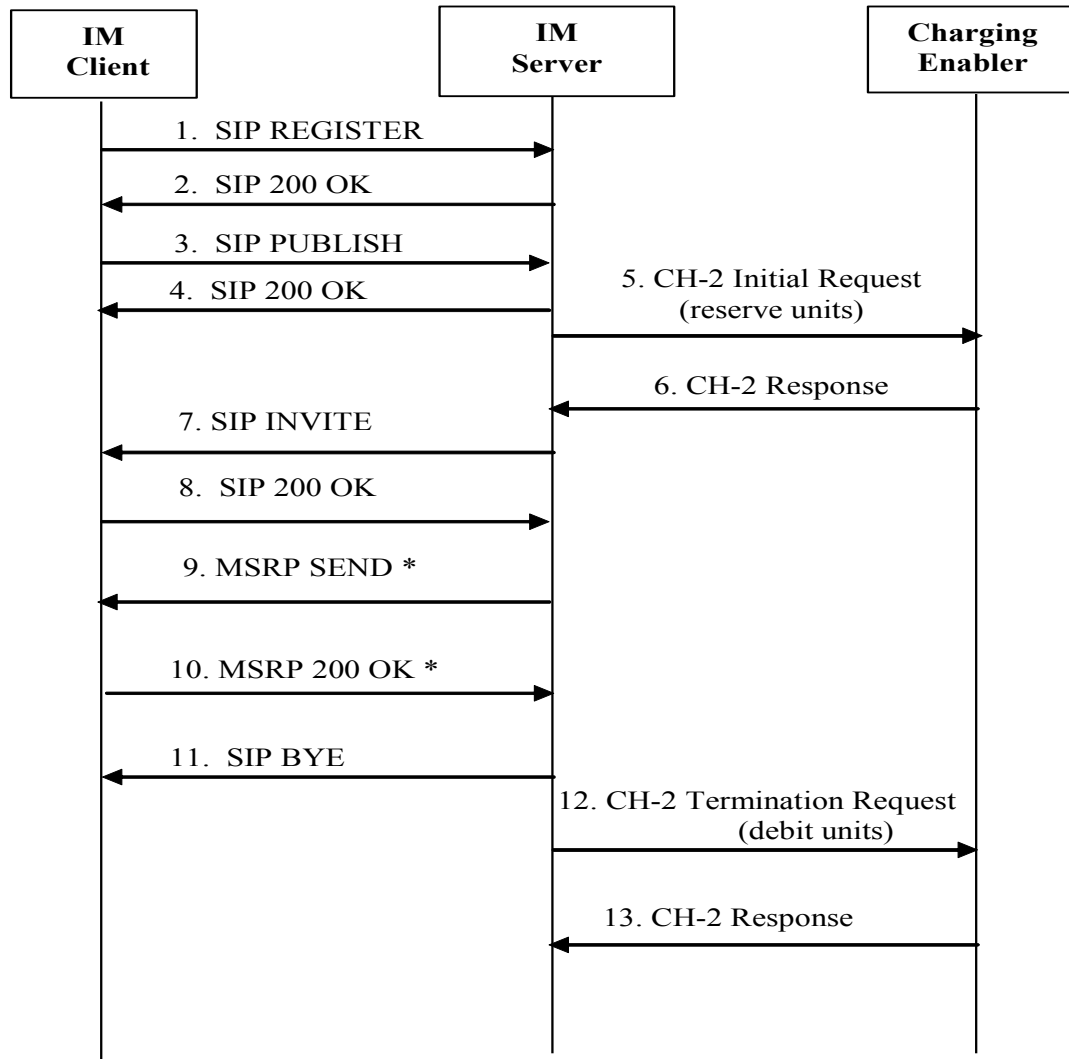 IM
Client
IM
Server
Charging
Enabler
1. SIP REGISTER
2. SIP 200 OK
3. SIP PUBLISH
4. SIP 200 OK
5. CH-2 Initial Request
(reserve units)
6. CH-2 Response
7. SIP INVITE
8. SIP 200 OK
9. MSRP SEND *
10. MSRP 200 OK *
11. SIP BYE
12. CH-2 Termination Request
(debit units)
13. CH-2 Response